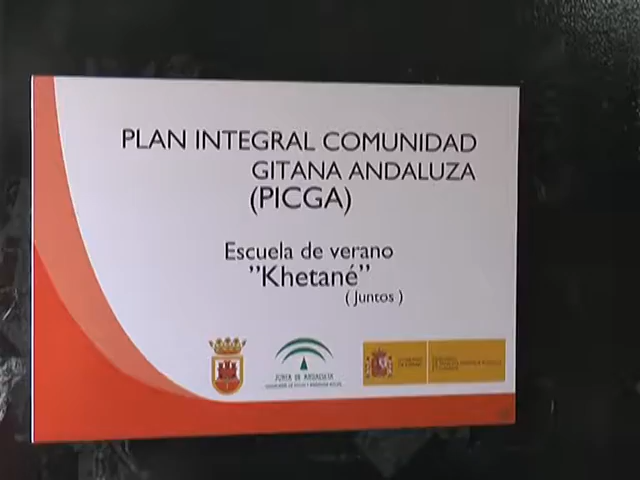 PLAN INTEGRAL COMUNIDAD
GITANA ANDALUZA
(PICGA)
Escuela de verano
"Khetané"
( Juntos )
JUNTA DE ANDALUCIA